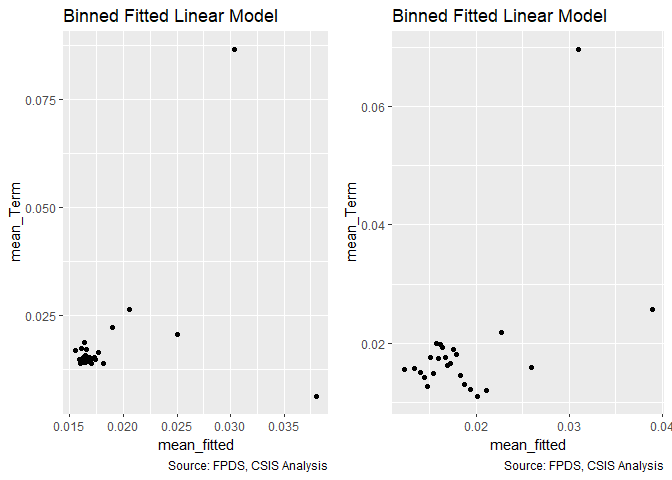 Binned Fitted Linear Model
mean_Term
0.075
0.050
0.025
0.015 0.020 0.025 0.030 0.035
mean_fitted
Source: FPDS, CSIS Analysis
Binned Fitted Linear Model
mean_Term
0.06
0.04
0.02
0.02 0.03 0.04
mean_fitted
Source: FPDS, CSIS Analysis